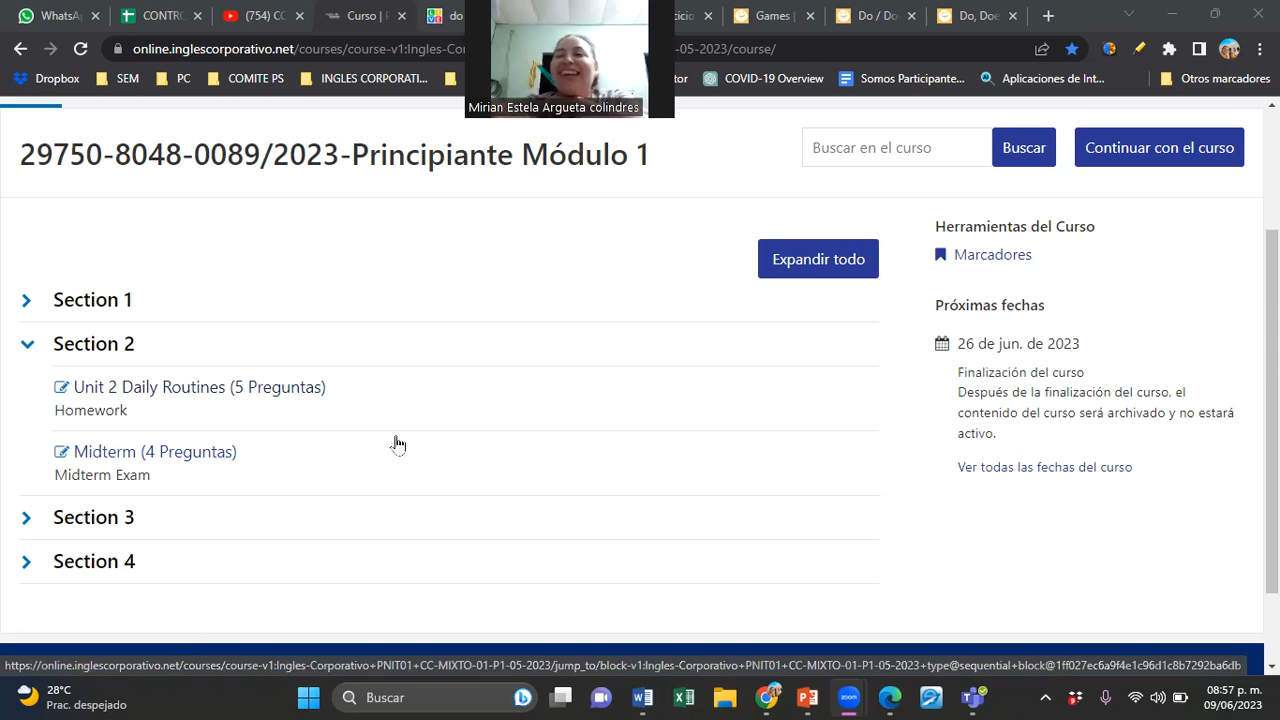 WhatsA
CONTRO
(754) CC
Curso |
do
icio
Games |
Do / Do
Do, Doe
online.inglescorporativo.net/courses/course-v1:Ingles-Co
-05-2023/course/
Dropbox
SEM
PC
COMITE PS
INGLES CORPORATI...
tor
COVID-19 Overview
Somos Participante...
Aplicaciones de Int...
Otros marcadores
Mirian Estela Argueta colindres
29750-8048-0089/2023-Principiante Módulo 1
Buscar en el curso
Buscar
Continuar con el curso
Herramientas del Curso
Marcadores
Expandir todo
Section 1
Próximas fechas
Section 2
26 de jun. de 2023
Finalización del curso
Después de la finalización del curso, el
contenido del curso será archivado y no estará
activo.
Unit 2 Daily Routines (5 Preguntas)
Homework
Midterm (4 Preguntas)
Midterm Exam
Ver todas las fechas del curso
Section 3
Section 4
https://online.inglescorporativo.net/courses/course-v1:Ingles-Corporativo+PNIT01+CC-MIXTO-01-P1-05-2023/jump_to/block-v1:Ingles-Corporativo+PNIT01+CC-MIXTO-01-P1-05-2023+type@sequential+block@1ff027ec6a9f4e1c96d1c8b7292ba6db
28°C
Prac. despejado
Buscar
08:57 p. m.
09/06/2023